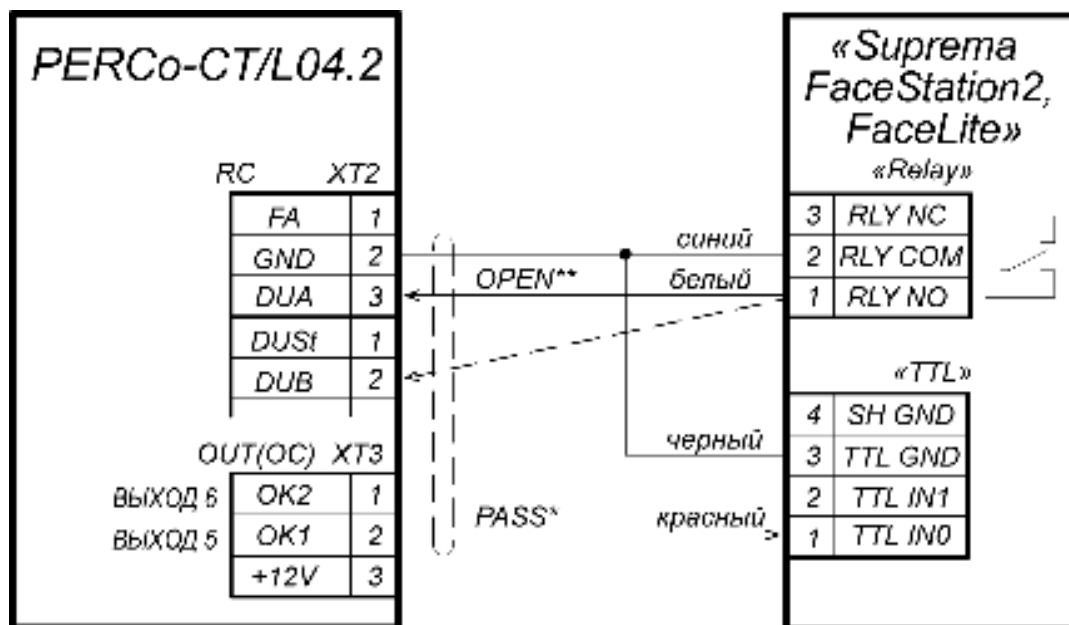 PERCo-CT/L04.2
RC XT2
FA 1
GND 2
DUA 3
DUSt 1
DUB 2
OUT(OC) XT3
ВЫХОД 6 OK2 1
ВЫХОД 5 OK1 2
+12V 3
OPEN**
PASS*
синий
белый
черный
красный
«Suprema
FaceStation2,
FaceLite»
«Relay»
3 RLY NC
2 RLY COM
1 RLY NO
«TTL»
4 SH GND
3 TTL GND
2 TTL IN1
1 TTL IN0